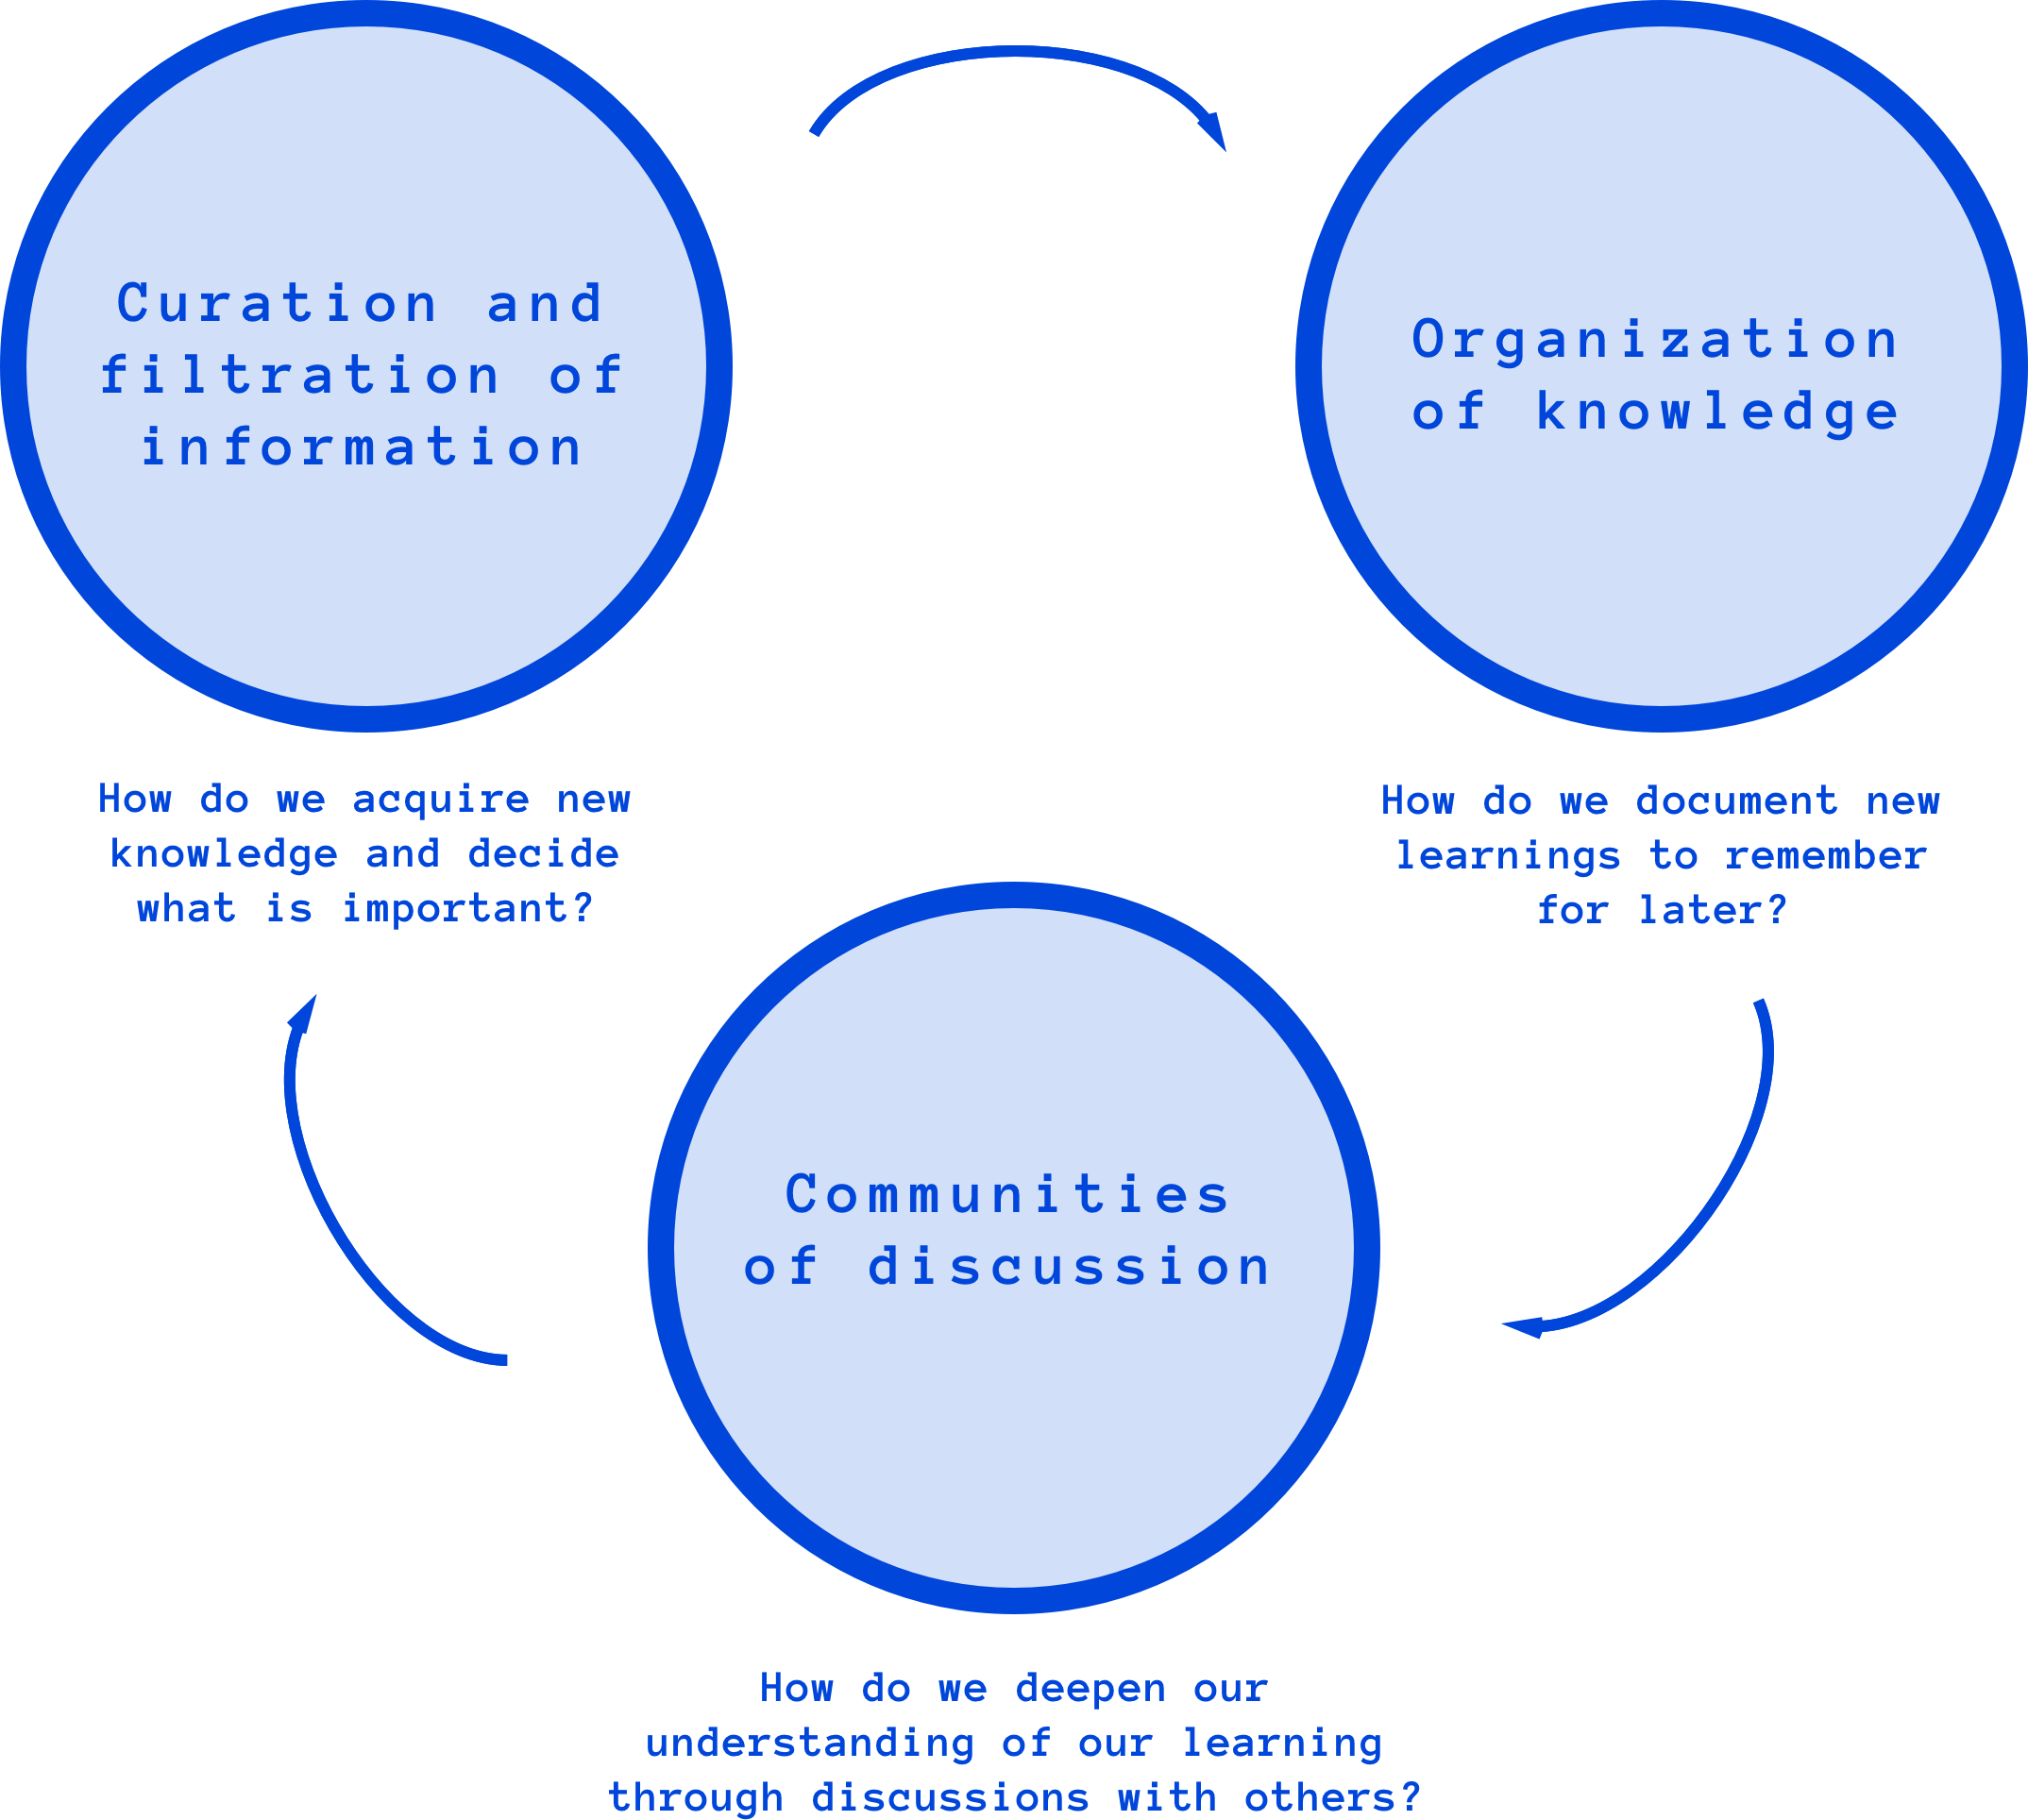 Curation and
filtration of
information
How do we acquire new
knowledge and decide
what is important?
Organization
of knowledge
How do we document new
learnings to remember
for later?
Communities
of discussion
How do we deepen our
understanding of our learning
through discussions with others?